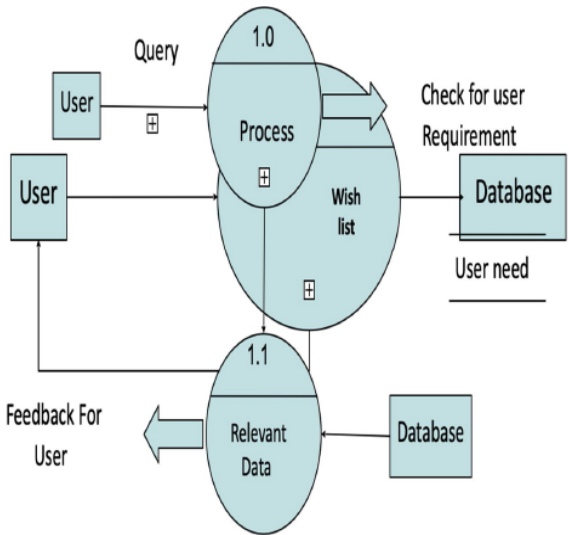 1.0
Query
User
Process
Check for user
Requirement
User
Wish
list
Database
User need
1.1
Feedback For
User
Relevant
Data
Database